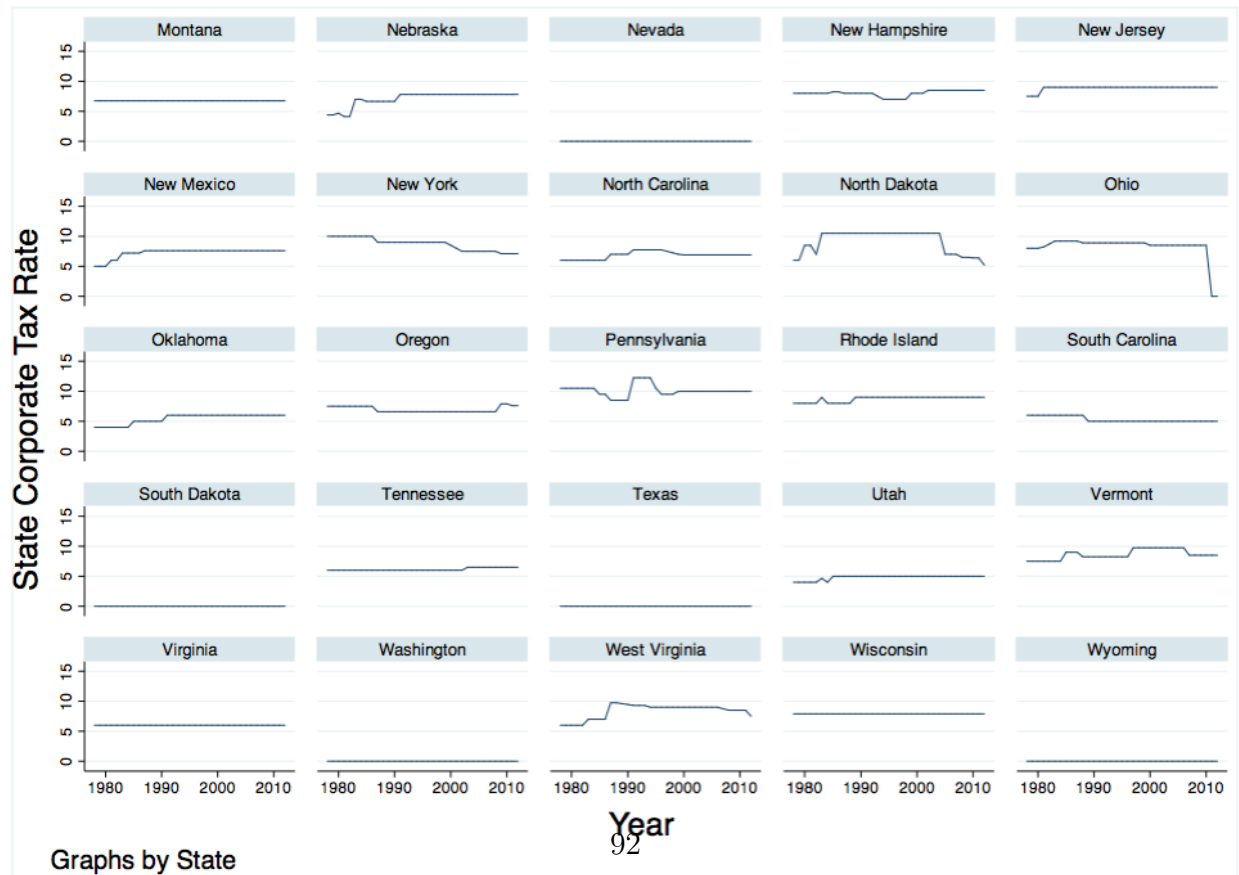 Montana Nebraska Nevada New Hampshire New Jersey
15
10
5
0
New Mexico New York North Carolina North Dakota Ohio
15
10
5
0
State Corporate Tax Rate
Oklahoma Oregon Pennsylvania Rhode Island South Carolina
15
10
5
0
South Dakota Tennessee Texas Utah Vermont
15
10
5
0
Virginia Washington West Virginia Wisconsin Wyoming
15
10
5
0
1980 1990 2000 2010 1980 1990 2000 2010 1980 1990 2000 2010 1980 1990 2000 2010 1980 1990 2000 2010
Year
92
Graphs by State